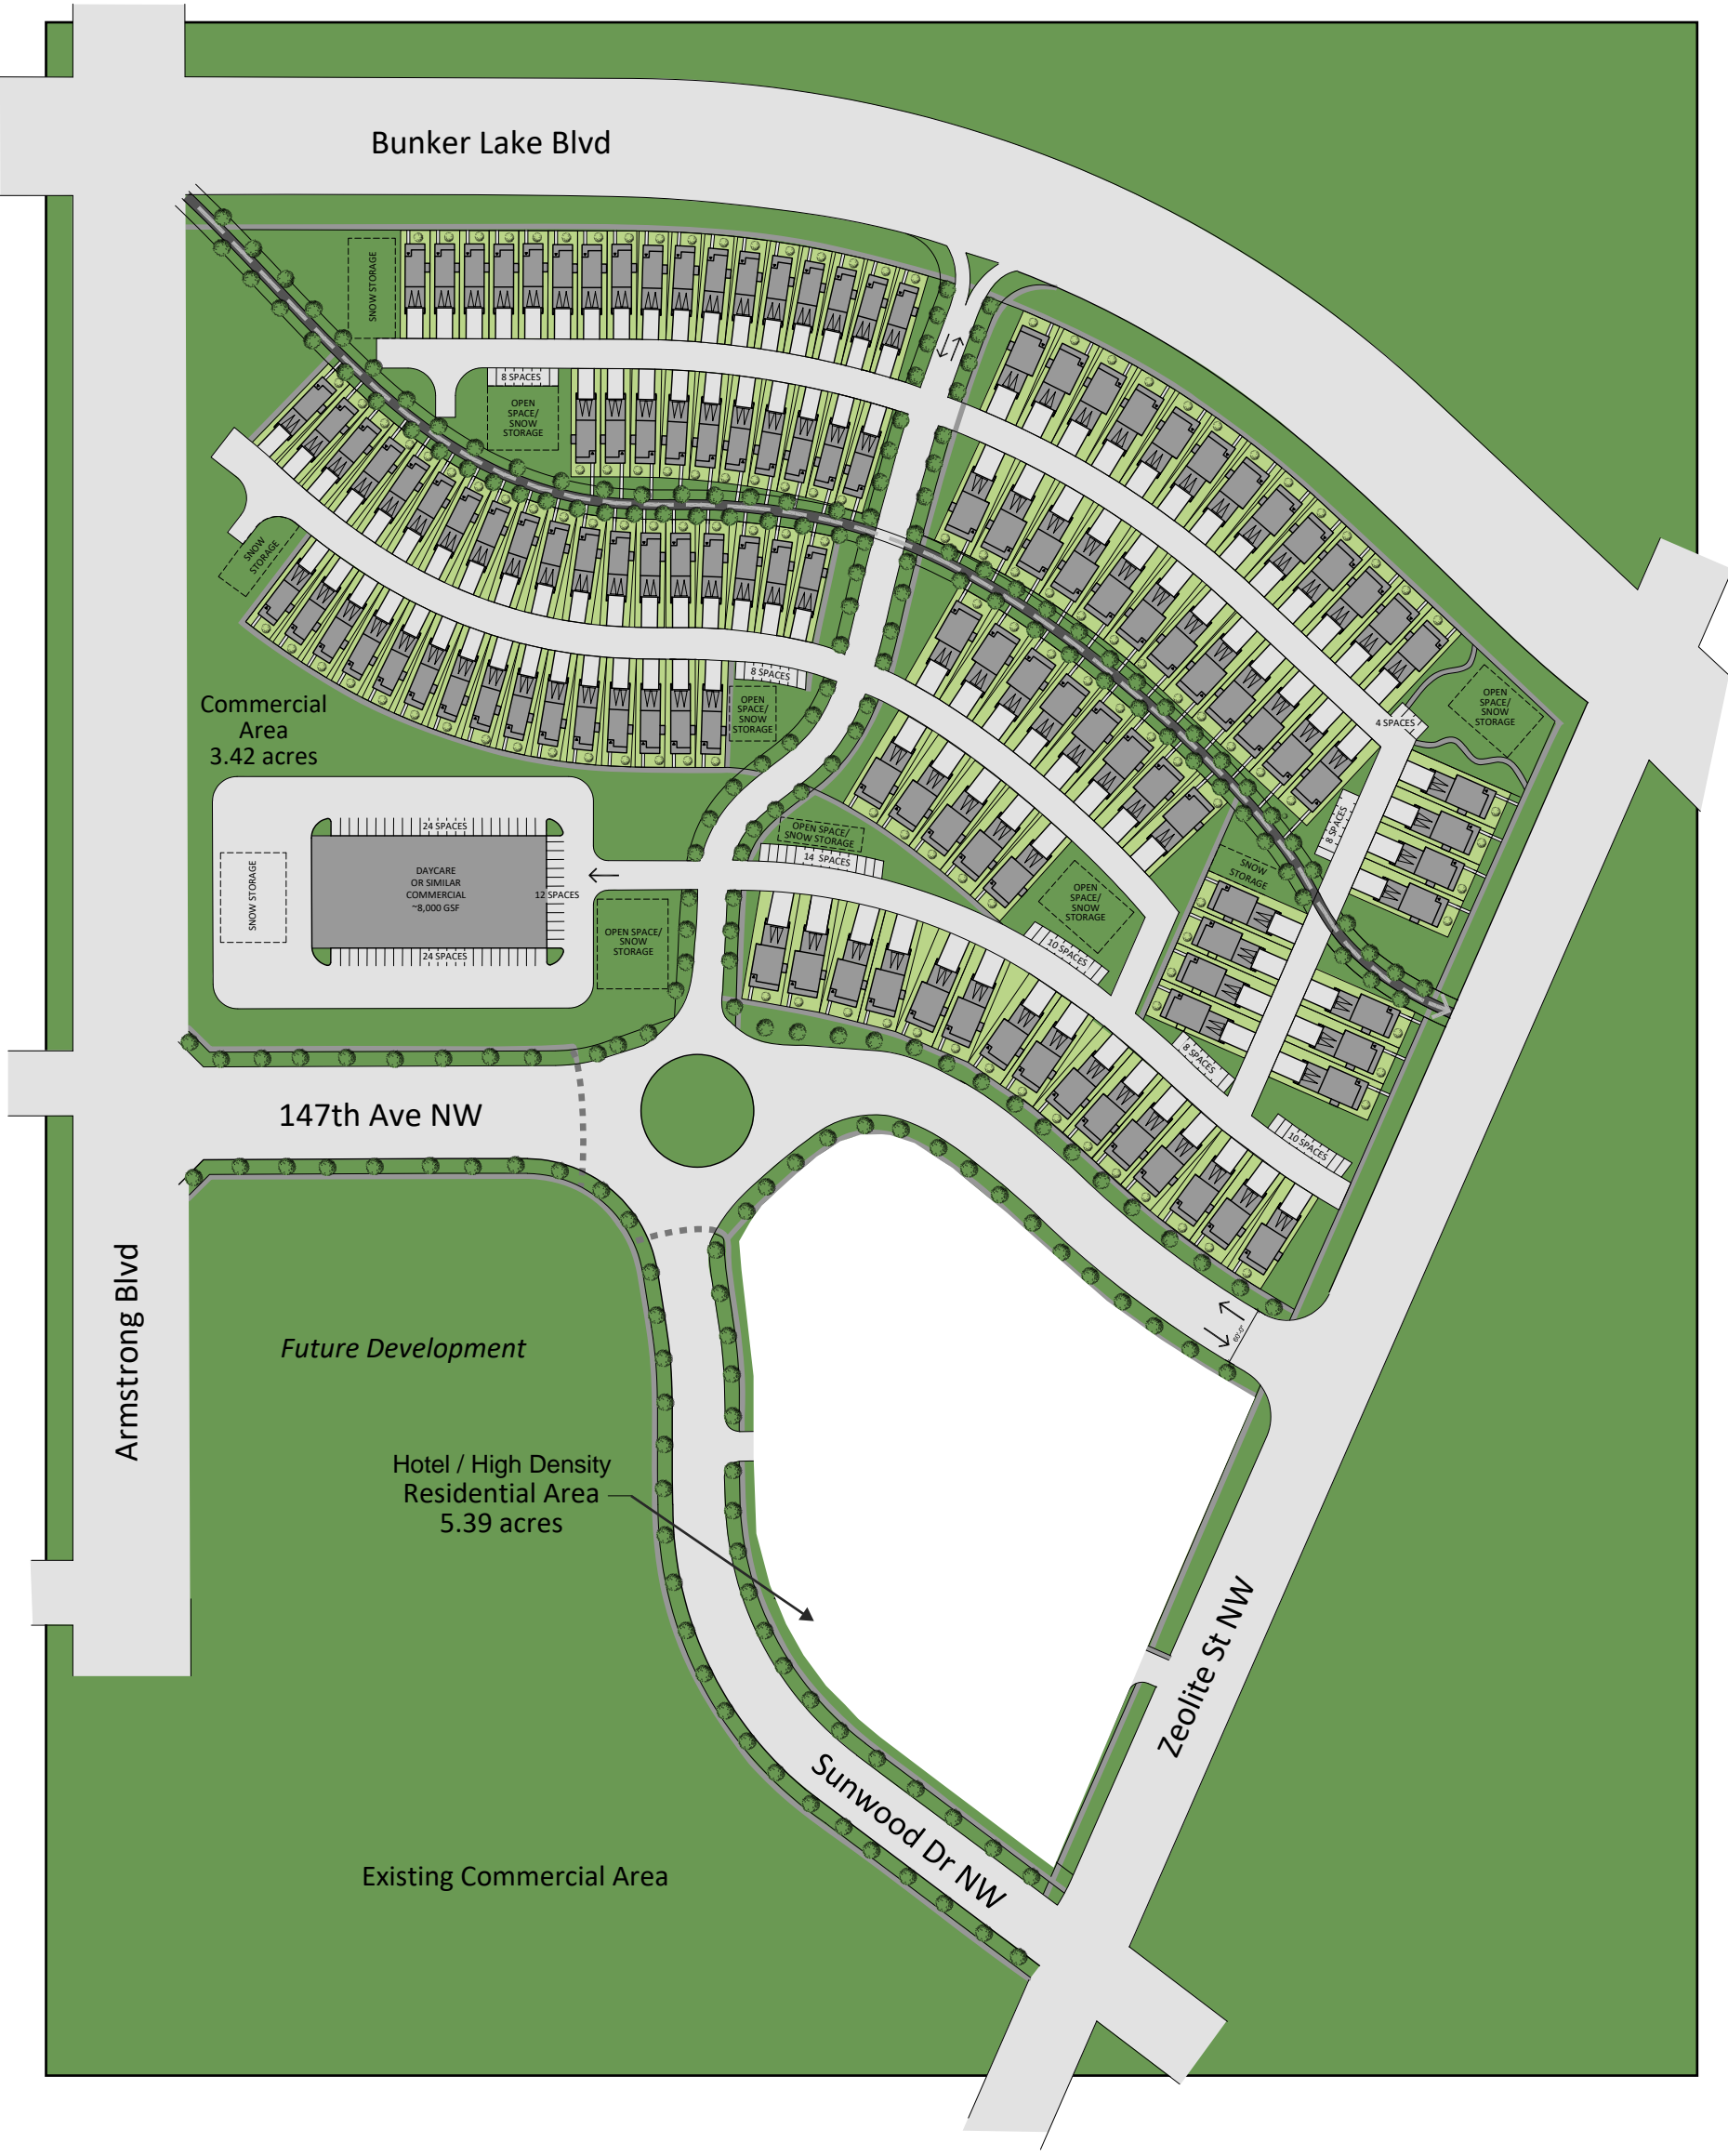 Bunker Lake Blvd
SNOW STORAGE
8 SPACES
OPEN
SPACE/
SNOW
STORAGE
SNOW
STORAGE
8 SPACES
OPEN
SPACE/
SNOW
STORAGE
OPEN
SPACE/
SNOW
STORAGE
4 SPACES
Commercial
Area
3.42 acres
24 SPACES
SNOW STORAGE
DAYCARE
OR SIMILAR
COMMERCIAL
~8,000 GSF
12 SPACES
24 SPACES
OPEN SPACE/
SNOW
STORAGE
OPEN SPACE/
SNOW STORAGE
14 SPACES
8 SPACES
SNOW
STORAGE
OPEN
SPACE/
SNOW
STORAGE
10 SPACES
8 SPACES
10 SPACES
147th Ave NW
60'-0"
Armstrong Blvd
Future Development
Hotel / High Density
Residential Area
5.39 acres
Zeolite St NW
Sunwood Dr NW
Existing Commercial Area